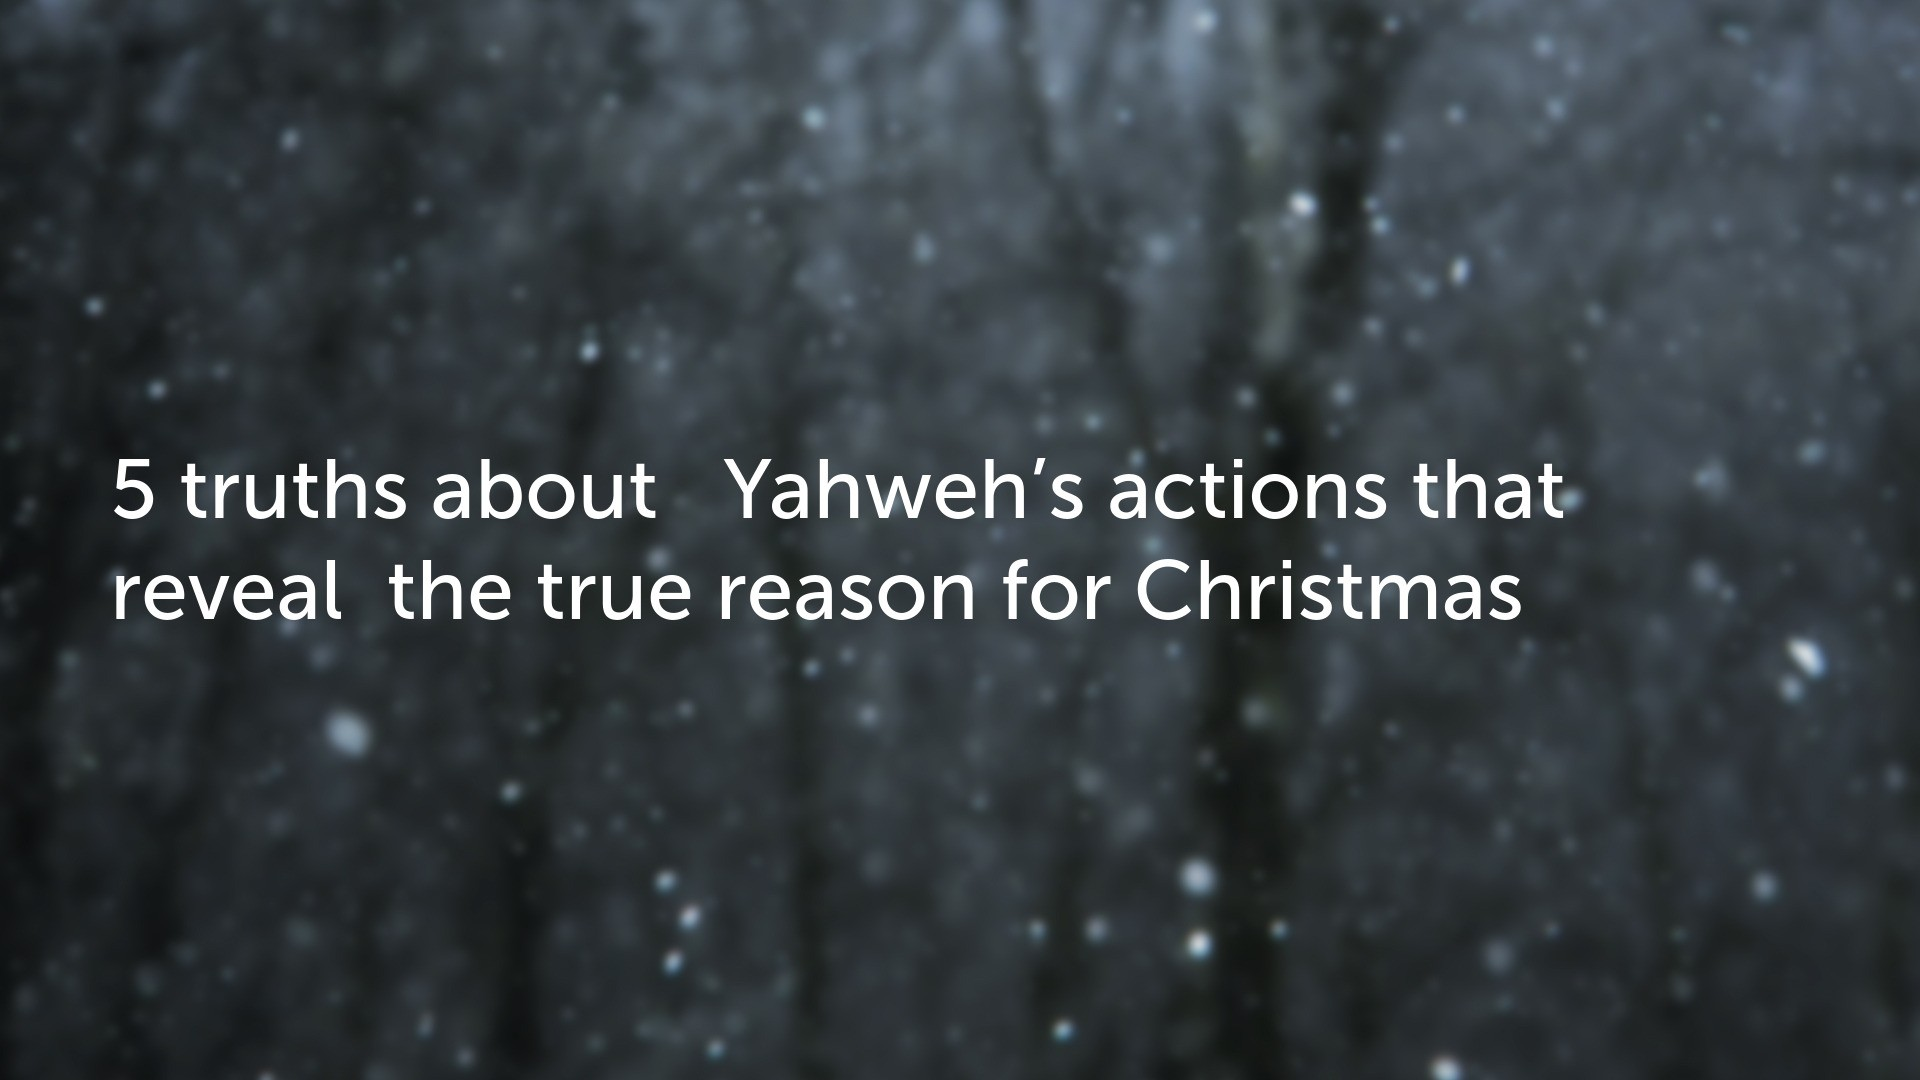 5 truths about   Yahweh’s actions that
reveal  the true reason for Christmas